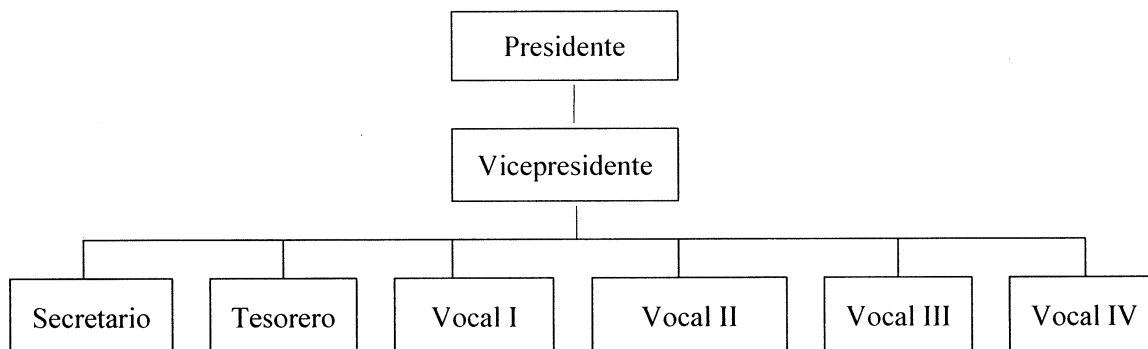 Presidente
Vicepresidente
Secretario
Tesorero
Vocal I
Vocal II
Vocal III
Vocal IV